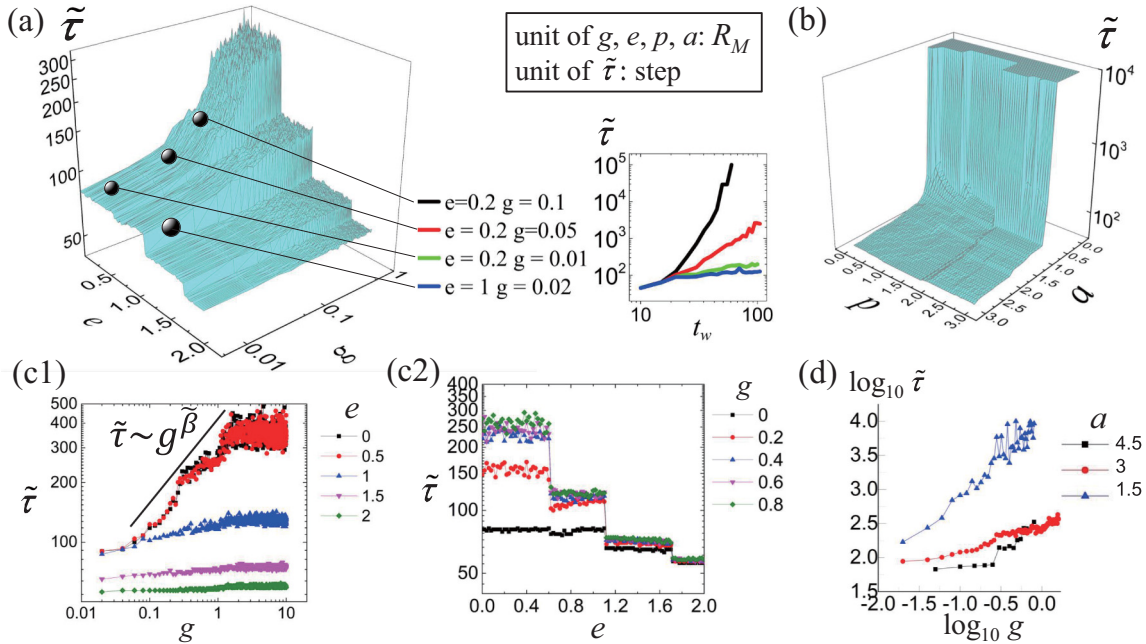 (a)
τ̃
300
250
200
150
100
50
0.5
1.0
1.5
2.0
e
0.01
0.1
1
g
unit of g, e, p, a: R_M
unit of τ̃: step
e=0.2 g = 0.1
e = 0.2 g=0.05
e = 0.2 g = 0.01
e = 1 g = 0.02
τ̃
10^5
10^4
10^3
10^2
10
100
t_w
(b)
τ̃
10^4
10^3
10^2
0.0
0.5
1.0
1.5
2.0
2.5
3.0
p
0.0
0.5
1.0
1.5
2.0
2.5
3.0
a
(c1)
500
400
300
200
100
τ̃
τ̃~g^β̃
e
0
0.5
1
1.5
2
0.01
0.1
1
10
g
(c2)
400
350
300
250
200
150
100
50
τ̃
g
0
0.2
0.4
0.6
0.8
0.0
0.4
0.8
1.2
1.6
2.0
e
(d)
log10 τ̃
4.0
3.5
3.0
2.5
2.0
1.5
a
4.5
3
1.5
-2.0
-1.5
-1.0
-0.5
0.0
log10 g